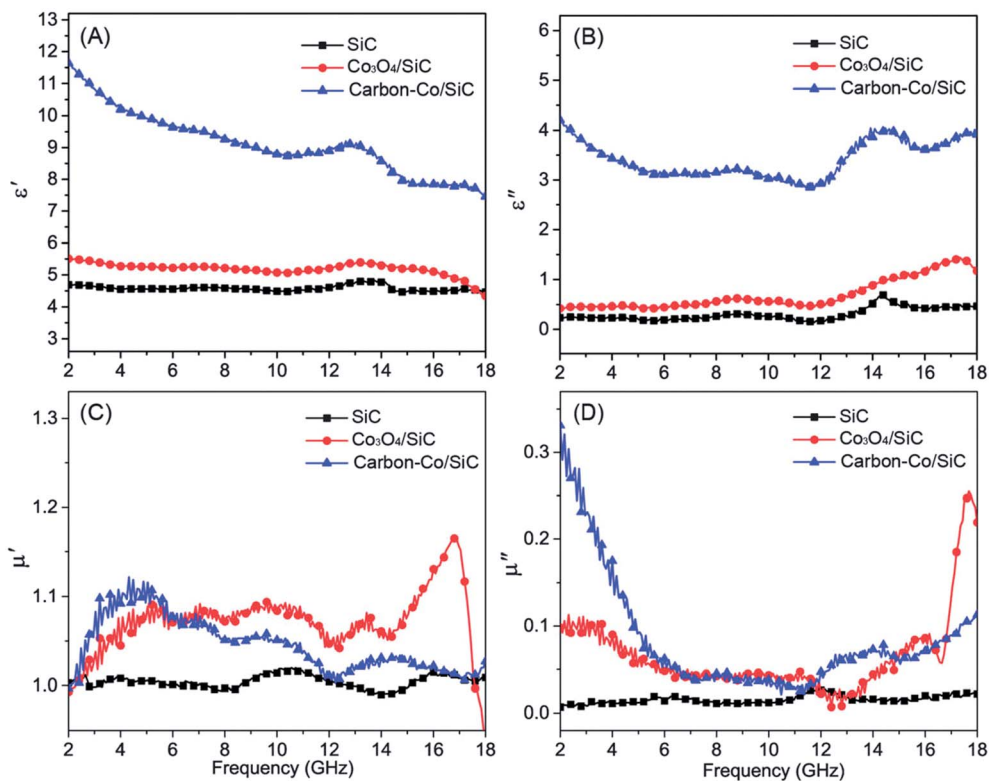 (A)
SiC
Co₃O₄/SiC
Carbon-Co/SiC
13
12
11
10
9
8
7
6
5
4
3
ε′
2 4 6 8 10 12 14 16 18
(B)
SiC
Co₃O₄/SiC
Carbon-Co/SiC
6
5
4
3
2
1
0
ε″
2 4 6 8 10 12 14 16 18
(C)
SiC
Co₃O₄/SiC
Carbon-Co/SiC
1.3
1.2
1.1
1.0
μ′
2 4 6 8 10 12 14 16 18
Frequency (GHz)
(D)
SiC
Co₃O₄/SiC
Carbon-Co/SiC
0.3
0.2
0.1
0.0
μ″
2 4 6 8 10 12 14 16 18
Frequency (GHz)